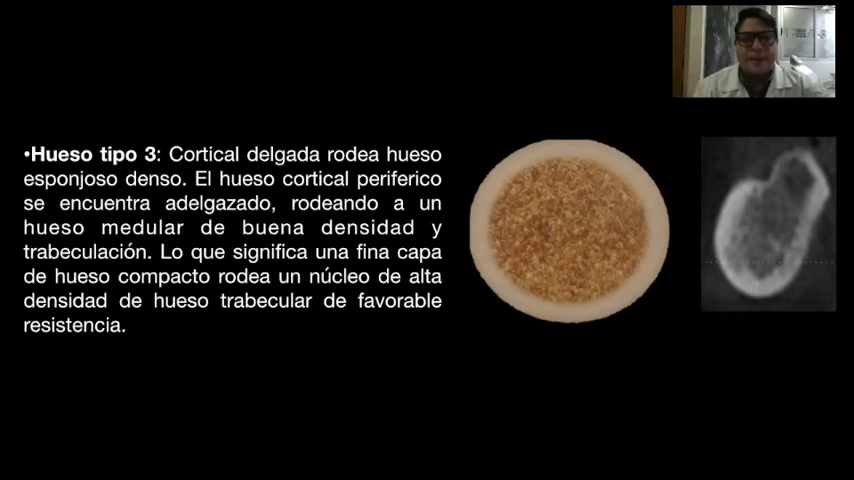 •Hueso tipo 3: Cortical delgada rodea hueso
esponjoso denso. El hueso cortical periferico
se encuentra adelgazado, rodeando a un
hueso medular de buena densidad y
trabeculación. Lo que significa una fina capa
de hueso compacto rodea un núcleo de alta
densidad de hueso trabecular de favorable
resistencia.